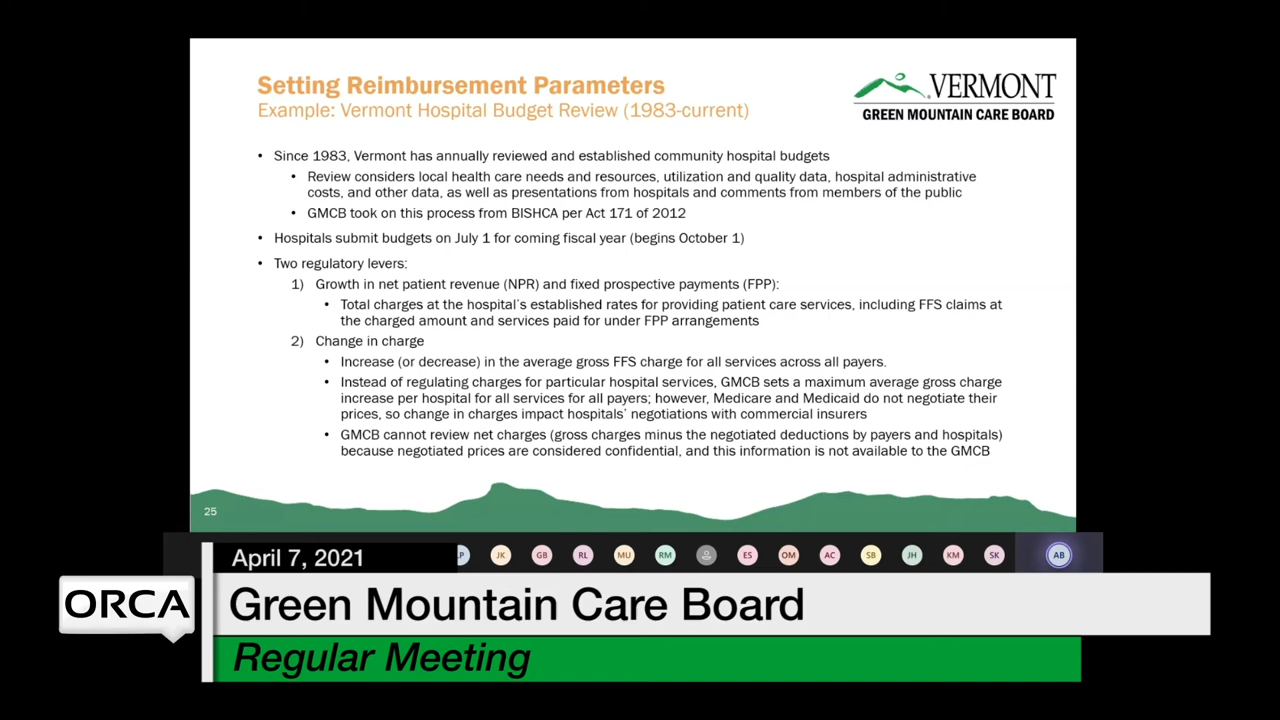 Setting Reimbursement Parameters
Example: Vermont Hospital Budget Review (1983-current)
VERMONT
GREEN MOUNTAIN CARE BOARD
• Since 1983, Vermont has annually reviewed and established community hospital budgets
• Review considers local health care needs and resources, utilization and quality data, hospital administrative
costs, and other data, as well as presentations from hospitals and comments from members of the public
• GMCB took on this process from BISHCA per Act 171 of 2012
• Hospitals submit budgets on July 1 for coming fiscal year (begins October 1)
• Two regulatory levers:
1) Growth in net patient revenue (NPR) and fixed prospective payments (FPP):
• Total charges at the hospital's established rates for providing patient care services, including FFS claims at
the charged amount and services paid for under FPP arrangements
2) Change in charge
• Increase (or decrease) in the average gross FFS charge for all services across all payers.
• Instead of regulating charges for particular hospital services, GMCB sets a maximum average gross charge
increase per hospital for all services for all payers; however, Medicare and Medicaid do not negotiate their
prices, so change in charges impact hospitals' negotiations with commercial insurers
• GMCB cannot review net charges (gross charges minus the negotiated deductions by payers and hospitals)
because negotiated prices are considered confidential, and this information is not available to the GMCB
25
JK GB RL MU RM ES OM AC SB JH KM SK AB
April 7, 2021
ORCA
Green Mountain Care Board
Regular Meeting